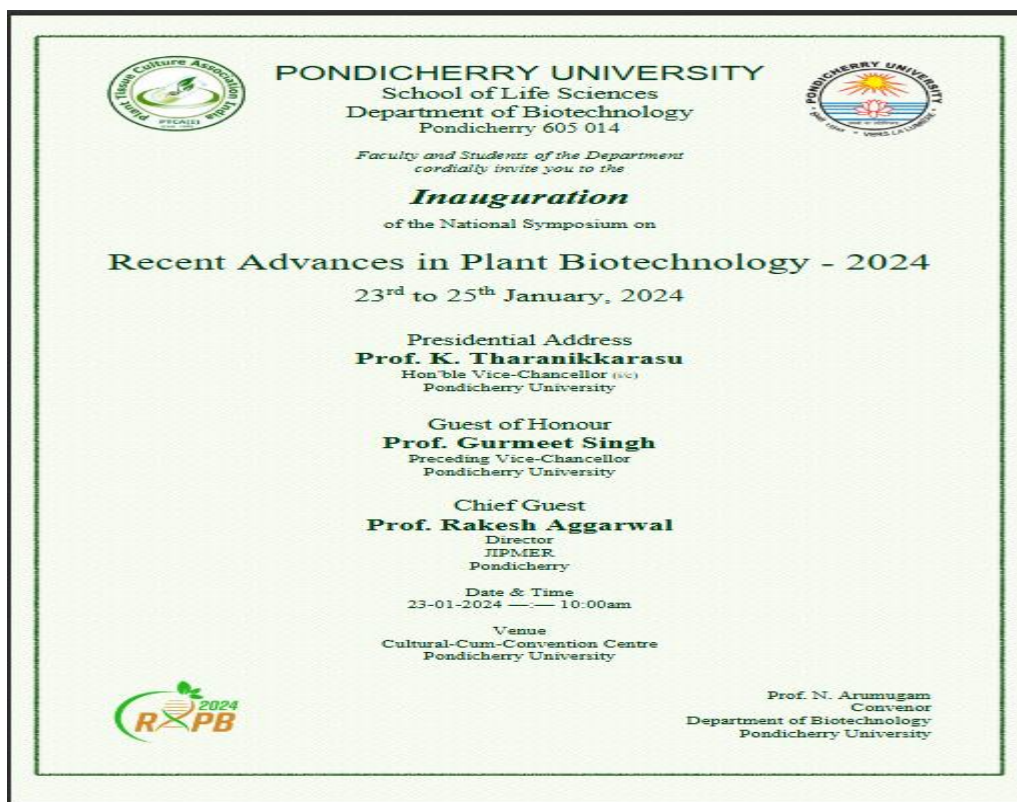 Plant Tissue Culture Association India
PTCA(I)
PONDICHERRY UNIVERSITY
School of Life Sciences
Department of Biotechnology
Pondicherry 605 014
PONDICHERRY UNIVERSITY
VERS LA LUMIERE
Faculty and Students of the Department
cordially invite you to the
Inauguration
of the National Symposium on
Recent Advances in Plant Biotechnology - 2024
23rd to 25th January, 2024
Presidential Address
Prof. K. Tharanikkarasu
Hon'ble Vice-Chancellor (i/c)
Pondicherry University
Guest of Honour
Prof. Gurmeet Singh
Preceding Vice-Chancellor
Pondicherry University
Chief Guest
Prof. Rakesh Aggarwal
Director
JIPMER
Pondicherry
Date & Time
23-01-2024 —:— 10:00am
Venue
Cultural-Cum-Convention Centre
Pondicherry University
2024
RAPB
Prof. N. Arumugam
Convenor
Department of Biotechnology
Pondicherry University